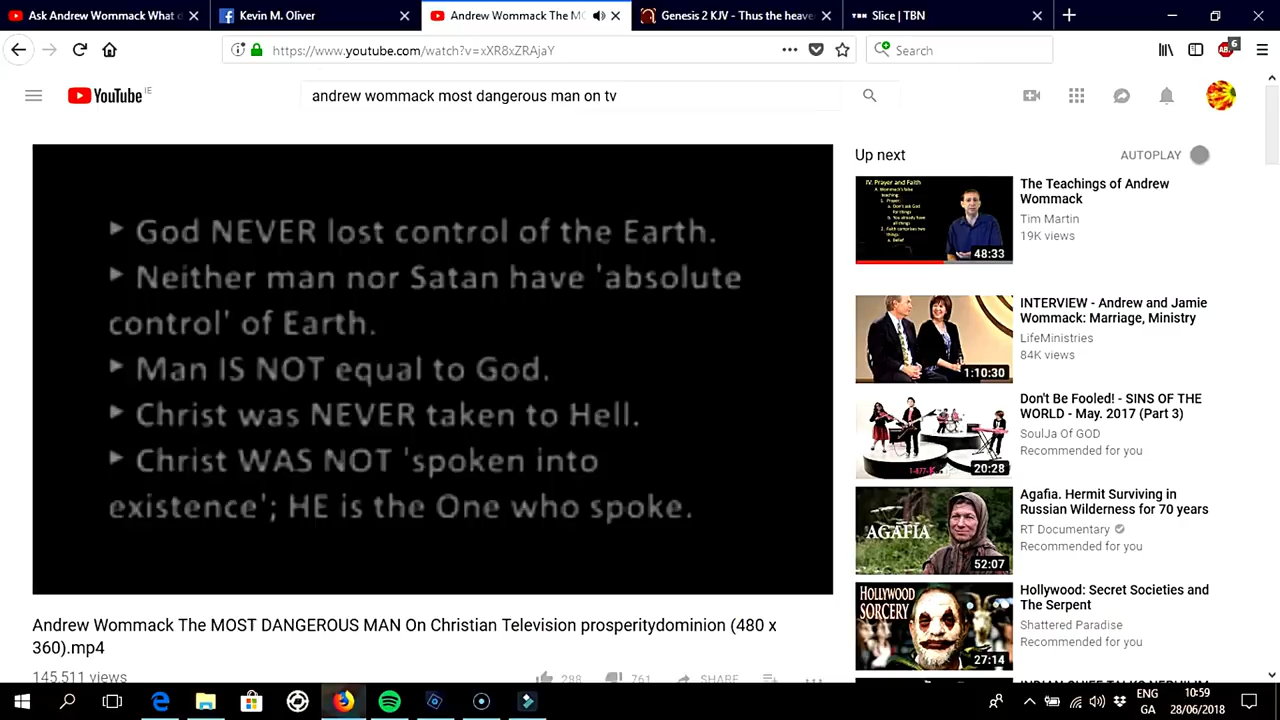 Ask Andrew Wommack What d
Kevin M. Oliver
Andrew Wommack The MO
Genesis 2 KJV - Thus the heave
Slice | TBN
https://www.youtube.com/watch?v=xXR8xZRAjaY
Search
6
YouTube IE
andrew wommack most dangerous man on tv
▸ God NEVER lost control of the Earth.
▸ Neither man nor Satan have 'absolute
control' of Earth.
▸ Man IS NOT equal to God.
▸ Christ was NEVER taken to Hell.
▸ Christ WAS NOT 'spoken into
existence'; HE is the One who spoke.
Andrew Wommack The MOST DANGEROUS MAN On Christian Television prosperitydominion (480 x
360).mp4
145,511 views
288
761
SHARE
Up next
AUTOPLAY
IV. Prayer and Faith
48:33
The Teachings of Andrew
Wommack
Tim Martin
19K views
1:10:30
INTERVIEW - Andrew and Jamie
Wommack: Marriage, Ministry
LifeMinistries
84K views
20:28
Don't Be Fooled! - SINS OF THE
WORLD - May. 2017 (Part 3)
SoulJa Of GOD
Recommended for you
AGAFIA
52:07
Agafia. Hermit Surviving in
Russian Wilderness for 70 years
RT Documentary
Recommended for you
HOLLYWOOD
SORCERY
27:14
Hollywood: Secret Societies and
The Serpent
Shattered Paradise
Recommended for you
ENG
GA
10:59
28/06/2018